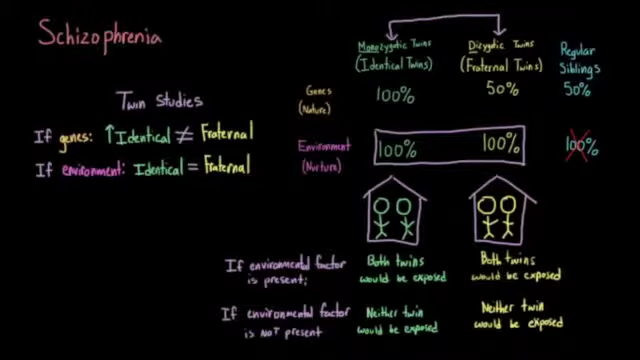 Schizophrenia
Monozygotic Twins
(Identical Twins)
Dizygotic Twins
(Fraternal Twins)
Regular
Siblings
Genes
(Nature)
100%
50%
50%
Twin studies
If genes: ↑Identical ≠ Fraternal
If environment: Identical = Fraternal
Environment
(Nurture)
100%
100%
100%
If environmental factor
is present:
Both twins
would be exposed
Both twins
would be exposed
If environmental factor
is NOT present
Neither twin
would be exposed
Neither twin
would be exposed